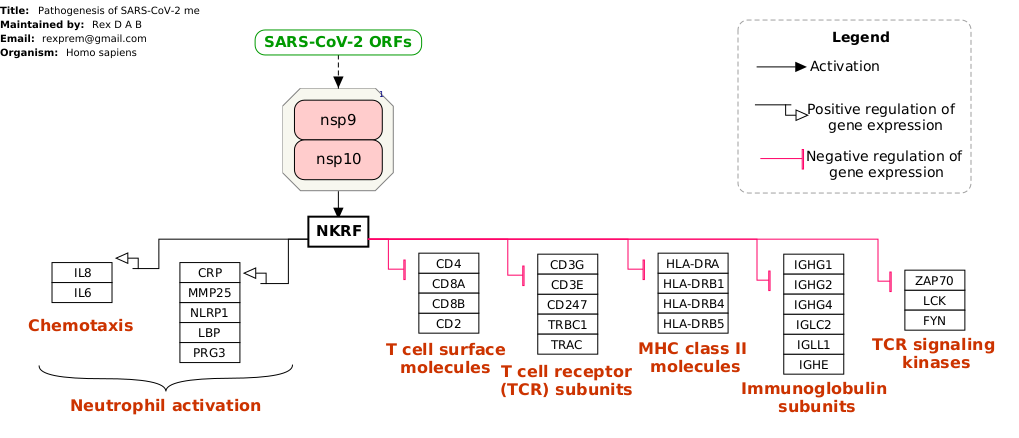 Title: Pathogenesis of SARS-CoV-2 me
Maintained by: Rex D A B
Email: rexprem@gmail.com
Organism: Homo sapiens
SARS-CoV-2 ORFs
1
nsp9
nsp10
NKRF
Legend
Activation
Positive regulation of
gene expression
Negative regulation of
gene expression
IL8
IL6
Chemotaxis
CRP
MMP25
NLRP1
LBP
PRG3
Neutrophil activation
CD4
CD8A
CD8B
CD2
T cell surface
molecules
CD3G
CD3E
CD247
TRBC1
TRAC
T cell receptor
(TCR) subunits
HLA-DRA
HLA-DRB1
HLA-DRB4
HLA-DRB5
MHC class II
molecules
IGHG1
IGHG2
IGHG4
IGLC2
IGLL1
IGHE
Immunoglobulin
subunits
ZAP70
LCK
FYN
TCR signaling
kinases